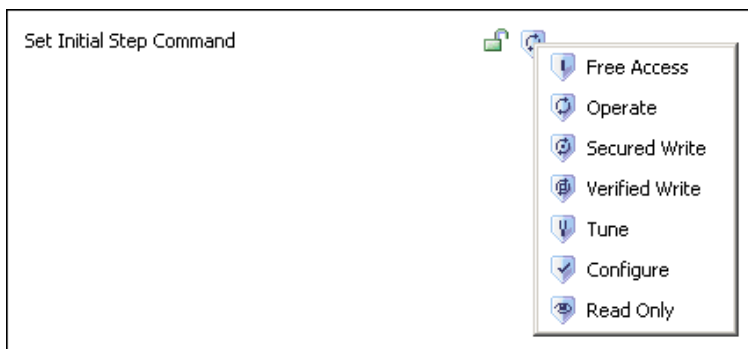 Set Initial Step Command
Free Access
Operate
Secured Write
Verified Write
Tune
Configure
Read Only